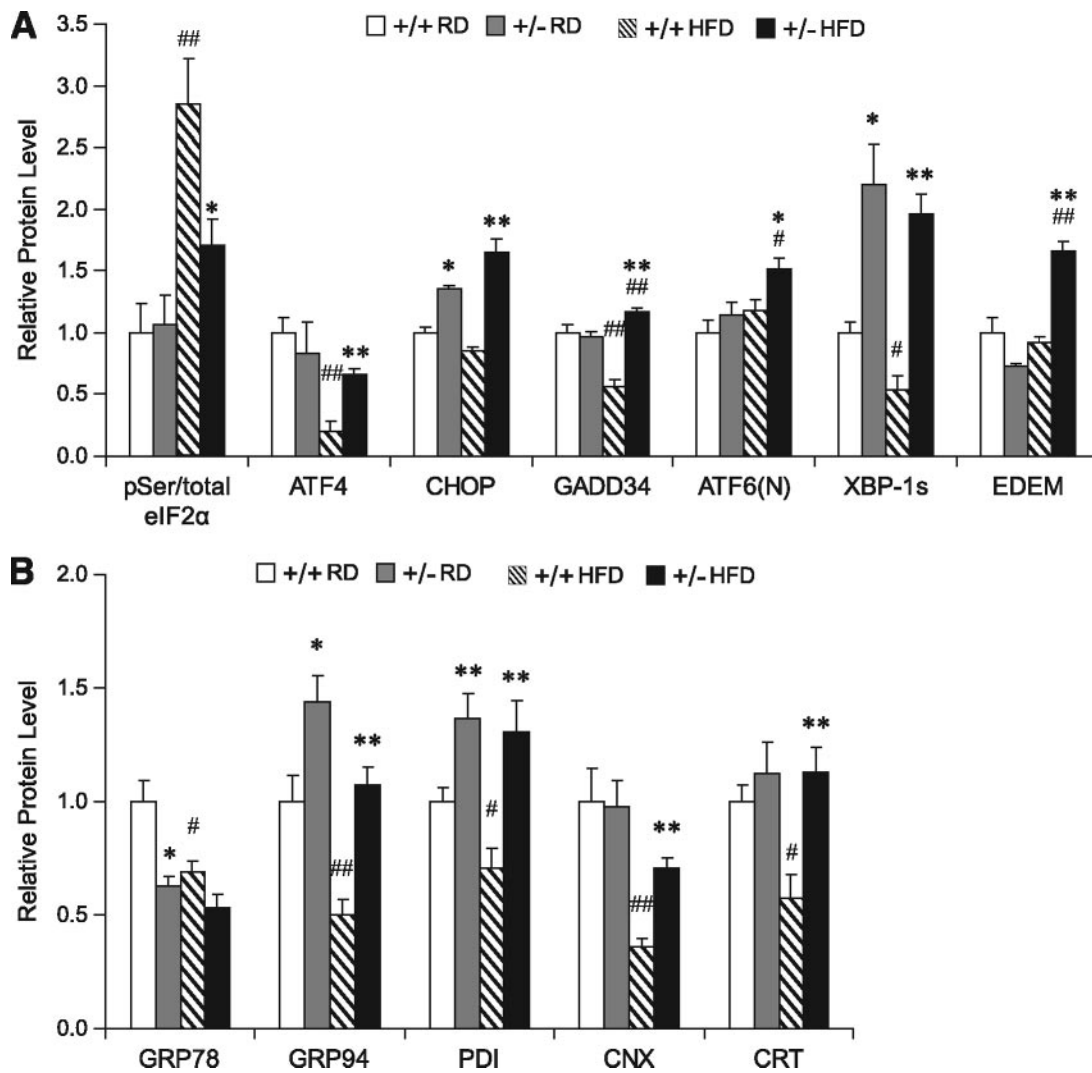 A
+/+ RD +/- RD +/+ HFD +/- HFD
Relative Protein Level
3.5
3.0
2.5
2.0
1.5
1.0
0.5
0.0
##
*
##
**
*
**
##
**
##
*
#
*
#
**
**
##
pSer/total
eIF2α
ATF4
CHOP
GADD34
ATF6(N)
XBP-1s
EDEM
B
+/+ RD +/- RD +/+ HFD +/- HFD
Relative Protein Level
2.0
1.5
1.0
0.5
0.0
*
#
*
##
**
**
#
**
##
**
#
**
GRP78
GRP94
PDI
CNX
CRT